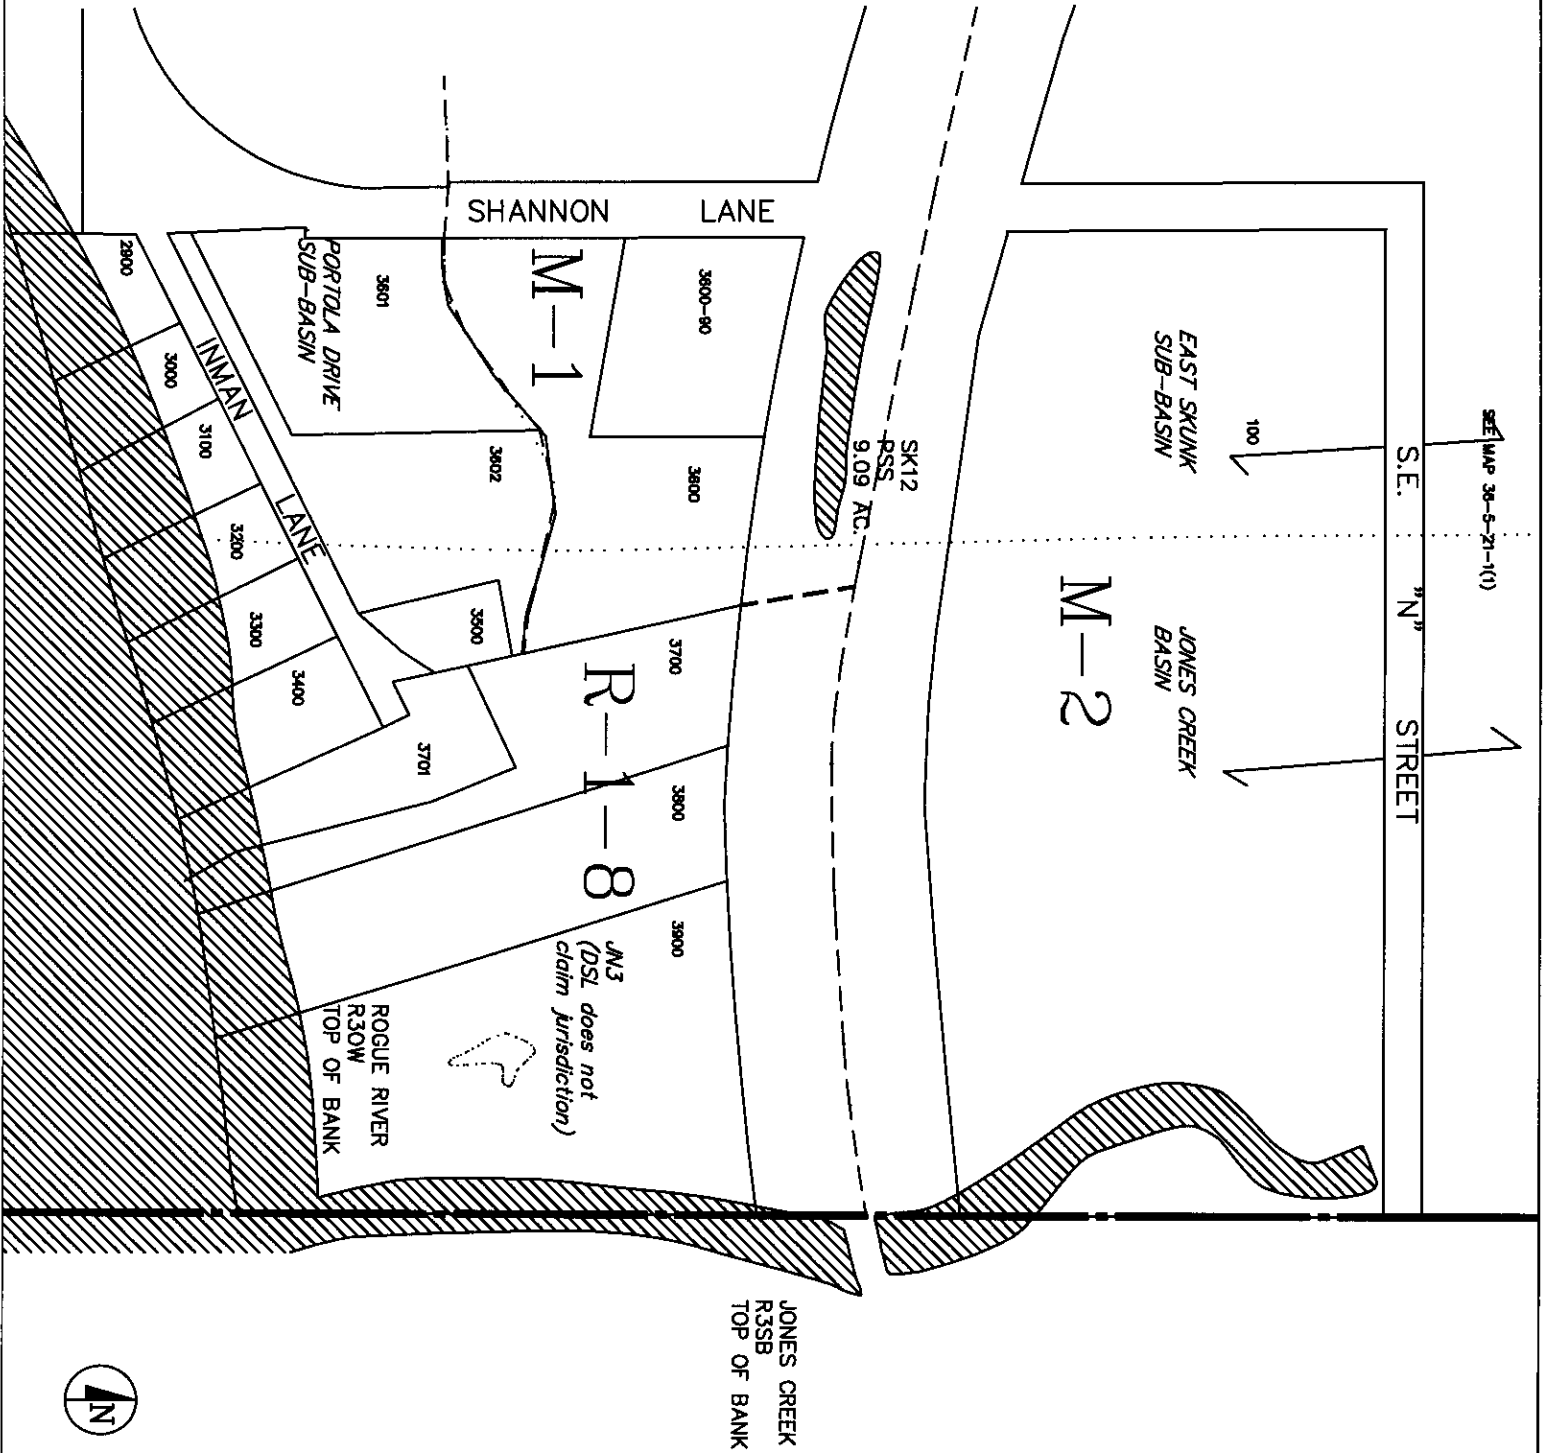 SEE MAP 36-5-21-1(1)
S.E. "N" STREET
100
EAST SKUNK
SUB-BASIN
JONES CREEK
BASIN
M-2
SHANNON LANE
SK12
PSS
9.09 AC.
3600-90
3600
M-1
3601
PORTOLA DRIVE
SUB-BASIN
3602
3500
3700
R-1-8
3800
3900
3701
JN3
(DSL does not
claim jurisdiction)
INMAN LANE
2900
3000
3100
3200
3300
3400
ROGUE RIVER
R3OW
TOP OF BANK
JONES CREEK
R3SB
TOP OF BANK
N